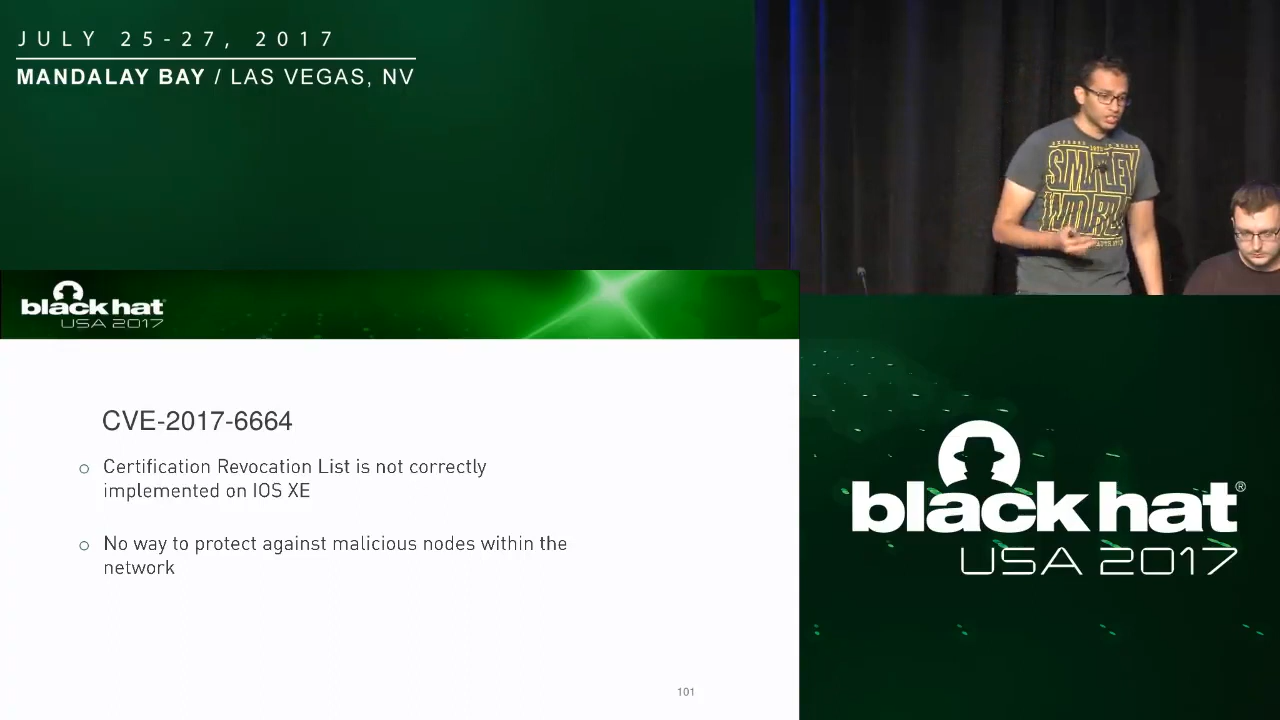 JULY 25-27, 2017
MANDALAY BAY / LAS VEGAS, NV
black hat
USA 2017
CVE-2017-6664
○ Certification Revocation List is not correctly
implemented on IOS XE
○ No way to protect against malicious nodes within the
network
101
black hat®
USA 2017